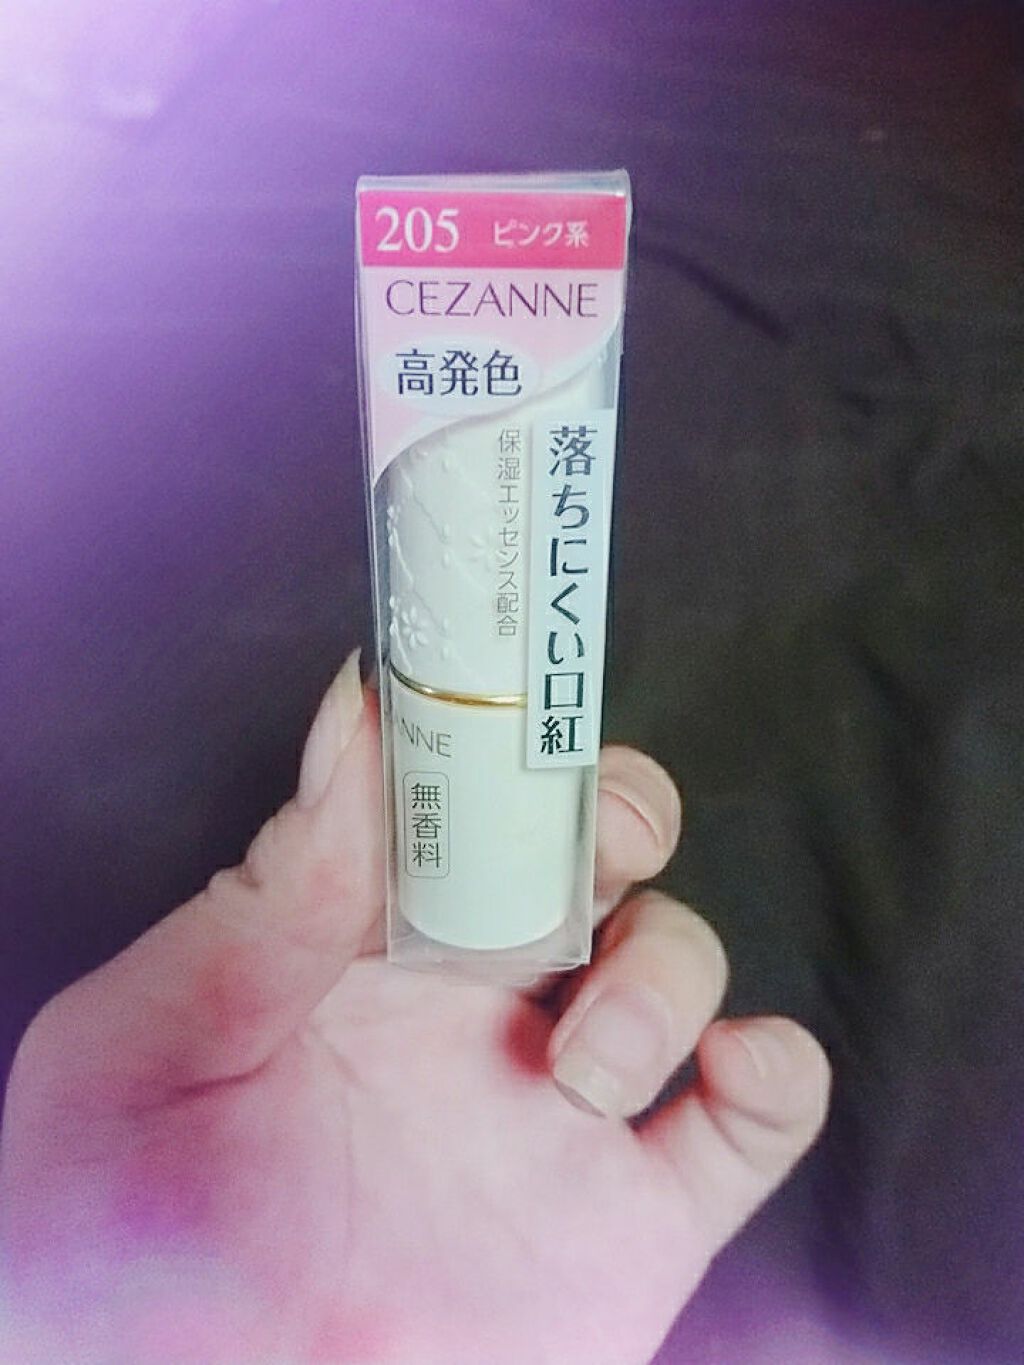 205 ピンク系
CEZANNE
高発色
保湿エッセンス配合
落ちにくい口紅
ANNE
無香料